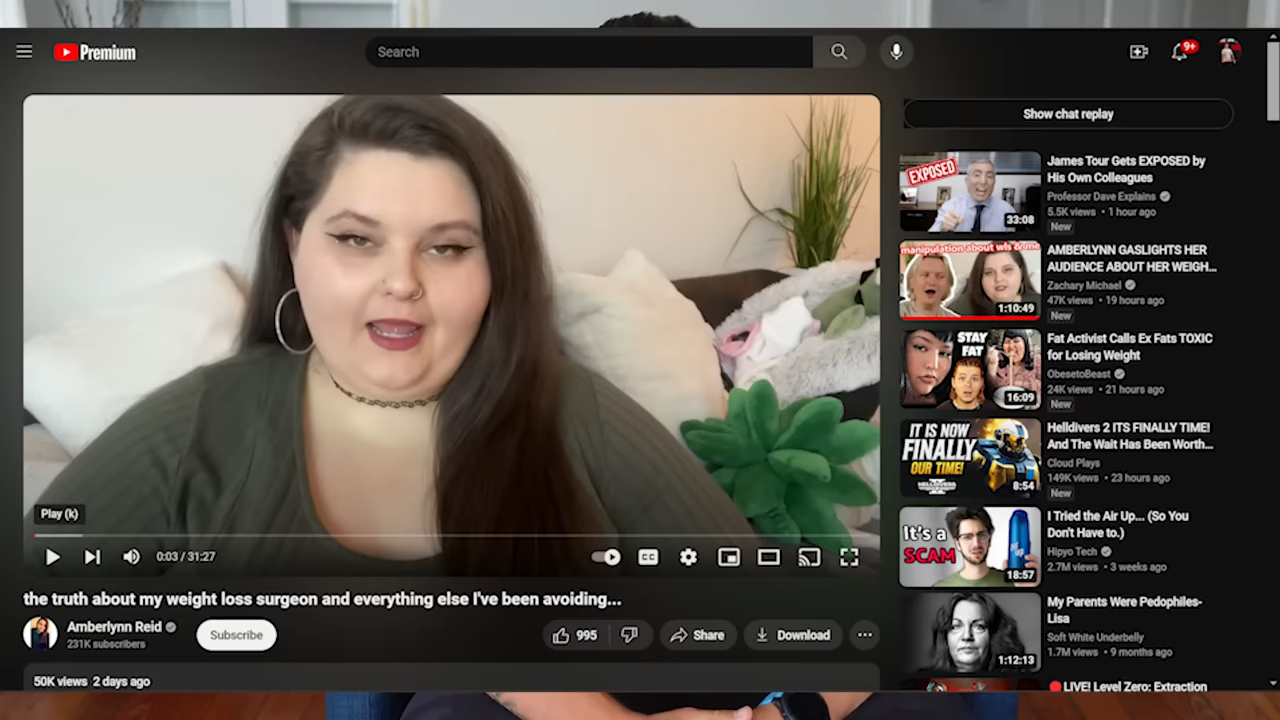 Premium
Search
9+
Show chat replay
EXPOSED
33:08
James Tour Gets EXPOSED by
His Own Colleagues
Professor Dave Explains
5.5K views • 1 hour ago
New
manipulation about wls & me
1:10:49
AMBERLYNN GASLIGHTS HER
AUDIENCE ABOUT HER WEIGH...
Zachary Michael
47K views • 19 hours ago
New
STAY
FAT
16:09
Fat Activist Calls Ex Fats TOXIC
for Losing Weight
ObesetoBeast
24K views • 21 hours ago
New
IT IS NOW
FINALLY
OUR TIME!
HELLDIVERS
8:54
Helldivers 2 ITS FINALLY TIME!
And The Wait Has Been Worth...
Cloud Plays
149K views • 23 hours ago
New
It's a
SCAM
18:57
I Tried the Air Up... (So You
Don't Have to.)
Hipyo Tech
2.7M views • 3 weeks ago
1:12:13
My Parents Were Pedophiles-
Lisa
Soft White Underbelly
1.7M views • 9 months ago
LIVE! Level Zero: Extraction
Play (k)
0:03 / 31:27
CC
the truth about my weight loss surgeon and everything else I've been avoiding...
Amberlynn Reid
231K subscribers
Subscribe
995
Share
Download
50K views 2 days ago